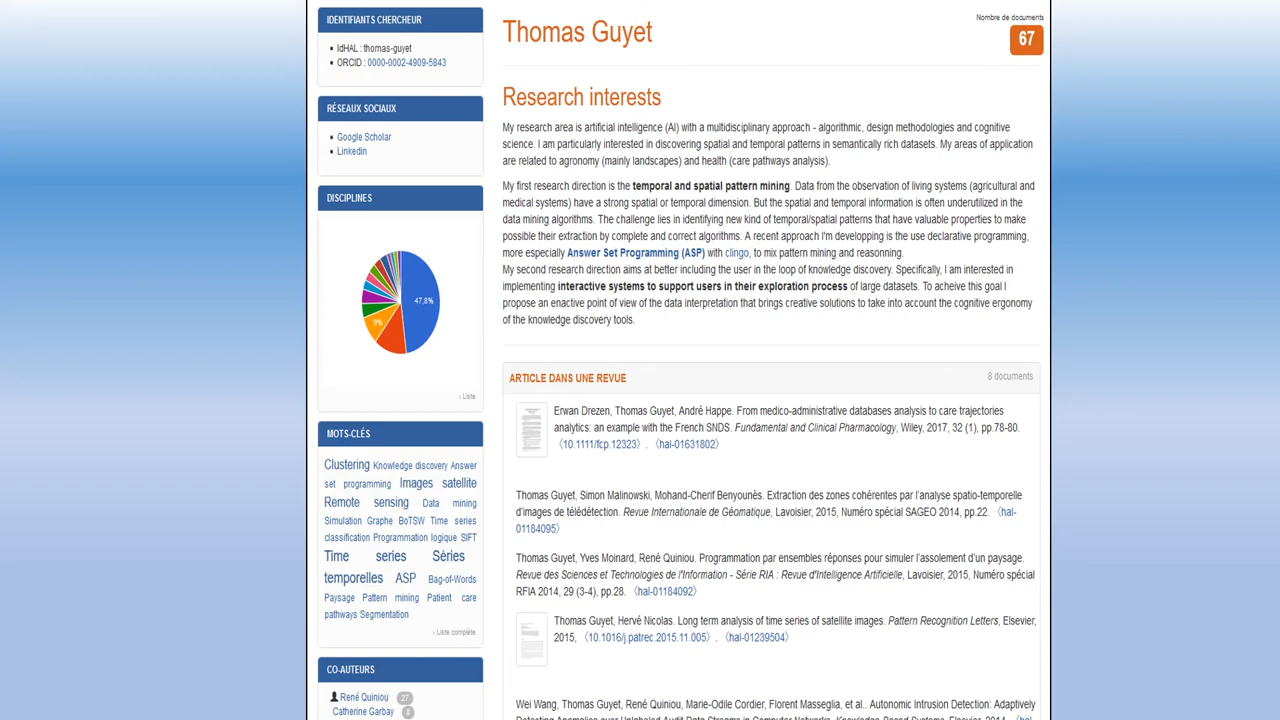 IDENTIFIANTS CHERCHEUR
IdHAL : thomas-guyet
ORCID : 0000-0002-4909-5843
RÉSEAUX SOCIAUX
Google Scholar
Linkedin
DISCIPLINES
47,8%
9%
› Liste
MOTS-CLÉS
Clustering Knowledge discovery Answer
set programming Images satellite
Remote sensing Data mining
Simulation Graphe BoTSW Time series
classification Programmation logique SIFT
Time series Séries
temporelles ASP Bag-of-Words
Paysage Pattern mining Patient care
pathways Segmentation
› Liste complète
CO-AUTEURS
René Quiniou 27
Catherine Garbay 8
Thomas Guyet
Nombre de documents
67
Research interests
My research area is artificial intelligence (AI) with a multidisciplinary approach - algorithmic, design methodologies and cognitive
science. I am particularly interested in discovering spatial and temporal patterns in semantically rich datasets. My areas of application
are related to agronomy (mainly landscapes) and health (care pathways analysis).
My first research direction is the temporal and spatial pattern mining. Data from the observation of living systems (agricultural and
medical systems) have a strong spatial or temporal dimension. But the spatial and temporal information is often underutilized in the
data mining algorithms. The challenge lies in identifying new kind of temporal/spatial patterns that have valuable properties to make
possible their extraction by complete and correct algorithms. A recent approach I'm developping is the use declarative programming,
more especially Answer Set Programming (ASP) with clingo, to mix pattern mining and reasonning.
My second research direction aims at better including the user in the loop of knowledge discovery. Specifically, I am interested in
implementing interactive systems to support users in their exploration process of large datasets. To acheive this goal I
propose an enactive point of view of the data interpretation that brings creative solutions to take into account the cognitive ergonomy
of the knowledge discovery tools.
ARTICLE DANS UNE REVUE
8 documents
Erwan Drezen, Thomas Guyet, André Happe. From medico-administrative databases analysis to care trajectories
analytics: an example with the French SNDS. Fundamental and Clinical Pharmacology, Wiley, 2017, 32 (1), pp.78-80.
〈10.1111/fcp.12323〉. 〈hal-01631802〉
Thomas Guyet, Simon Malinowski, Mohand-Cherif Benyounès. Extraction des zones cohérentes par l'analyse spatio-temporelle
d'images de télédétection. Revue Internationale de Géomatique, Lavoisier, 2015, Numéro spécial SAGEO 2014, pp.22. 〈hal-
01184095〉
Thomas Guyet, Yves Moinard, René Quiniou. Programmation par ensembles réponses pour simuler l'assolement d'un paysage.
Revue des Sciences et Technologies de l'Information - Série RIA : Revue d'Intelligence Artificielle, Lavoisier, 2015, Numéro spécial
RFIA 2014, 29 (3-4), pp.28. 〈hal-01184092〉
Thomas Guyet, Hervé Nicolas. Long term analysis of time series of satellite images. Pattern Recognition Letters, Elsevier,
2015, 〈10.1016/j.patrec.2015.11.005〉. 〈hal-01239504〉
Wei Wang, Thomas Guyet, René Quiniou, Marie-Odile Cordier, Florent Masseglia, et al.. Autonomic Intrusion Detection: Adaptively
Detecting Anomalies over Unlabeled Audit Data Streams in Computer Networks. Knowledge-Based Systems, Elsevier, 2014. 〈hal-